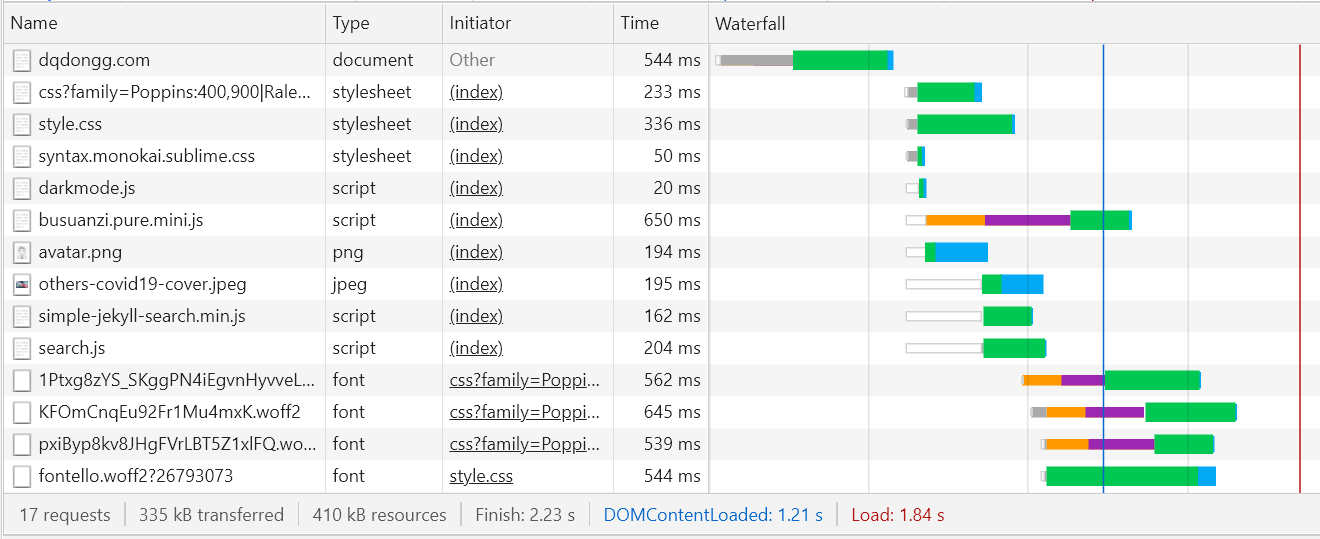 Name Type Initiator Time Waterfall
dqdongg.com document Other 544 ms
css?family=Poppins:400,900|Rale... stylesheet (index) 233 ms
style.css stylesheet (index) 336 ms
syntax.monokai.sublime.css stylesheet (index) 50 ms
darkmode.js script (index) 20 ms
busuanzi.pure.mini.js script (index) 650 ms
avatar.png png (index) 194 ms
others-covid19-cover.jpeg jpeg (index) 195 ms
simple-jekyll-search.min.js script (index) 162 ms
search.js script (index) 204 ms
1Ptxg8zYS_SKggPN4iEgvnHyvveL... font css?family=Poppi... 562 ms
KFOmCnqEu92Fr1Mu4mxK.woff2 font css?family=Poppi... 645 ms
pxiByp8kv8JHgFVrLBT5Z1xlFQ.wo... font css?family=Poppi... 539 ms
fontello.woff2?26793073 font style.css 544 ms
17 requests 335 kB transferred 410 kB resources Finish: 2.23 s DOMContentLoaded: 1.21 s Load: 1.84 s